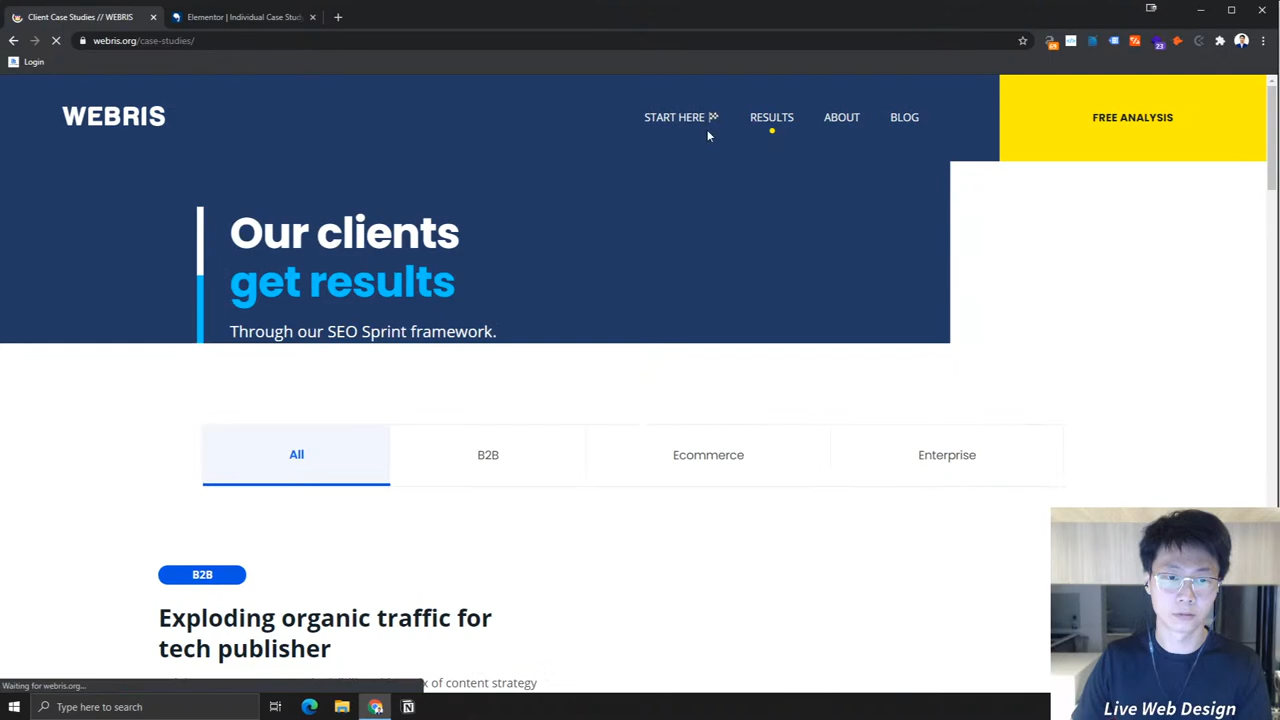 Client Case Studies // WEBRIS
Elementor | Individual Case Stud
webris.org/case-studies/
65
23
Login
WEBRIS
START HERE
RESULTS
ABOUT
BLOG
FREE ANALYSIS
Our clients
get results
Through our SEO Sprint framework.
All
B2B
Ecommerce
Enterprise
B2B
Exploding organic traffic for
tech publisher
x of content strategy
Waiting for webris.org...
Type here to search
Live Web Design